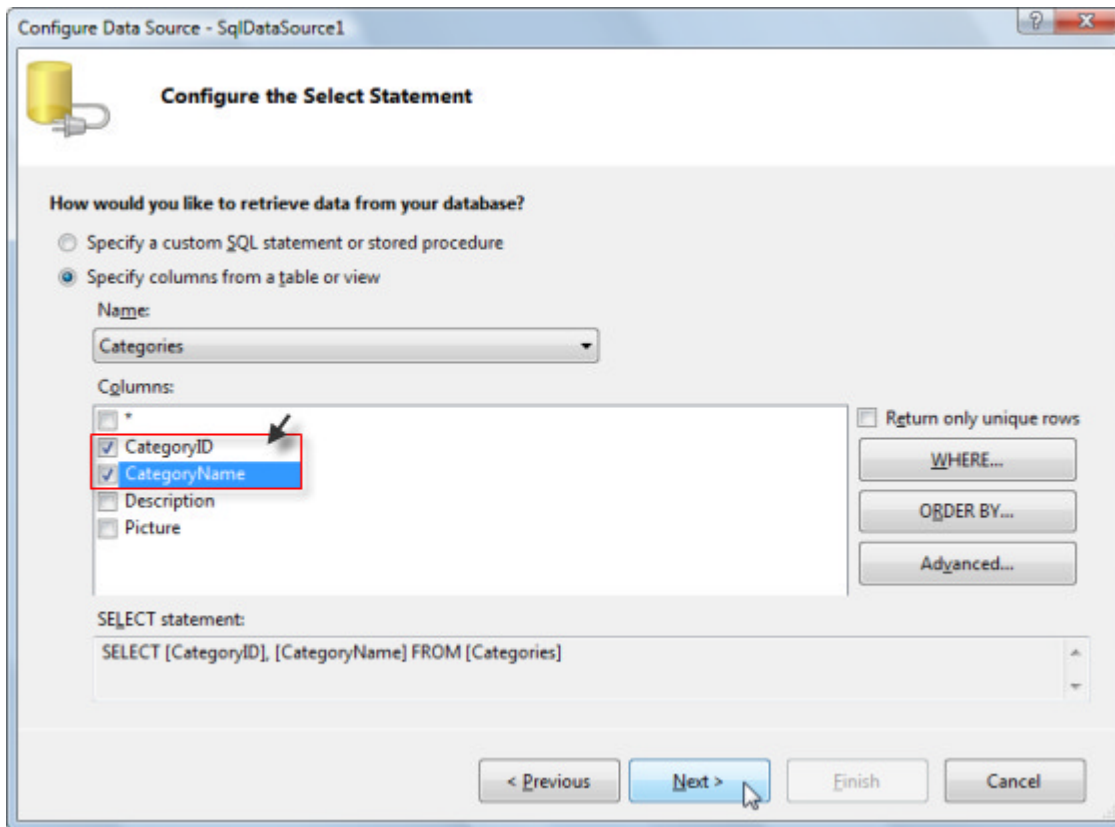 Configure Data Source - SqlDataSource1
Configure the Select Statement
How would you like to retrieve data from your database?
Specify a custom SQL statement or stored procedure
Specify columns from a table or view
Name:
Categories
Columns:
*
CategoryID
CategoryName
Description
Picture
Return only unique rows
WHERE...
ORDER BY...
Advanced...
SELECT statement:
SELECT [CategoryID], [CategoryName] FROM [Categories]
< Previous Next > Finish Cancel